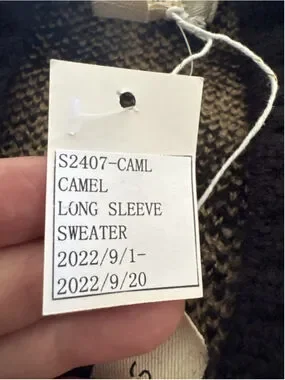 S2407-CAML
CAMEL
LONG SLEEVE
SWEATER
2022/9/1-
2022/9/20